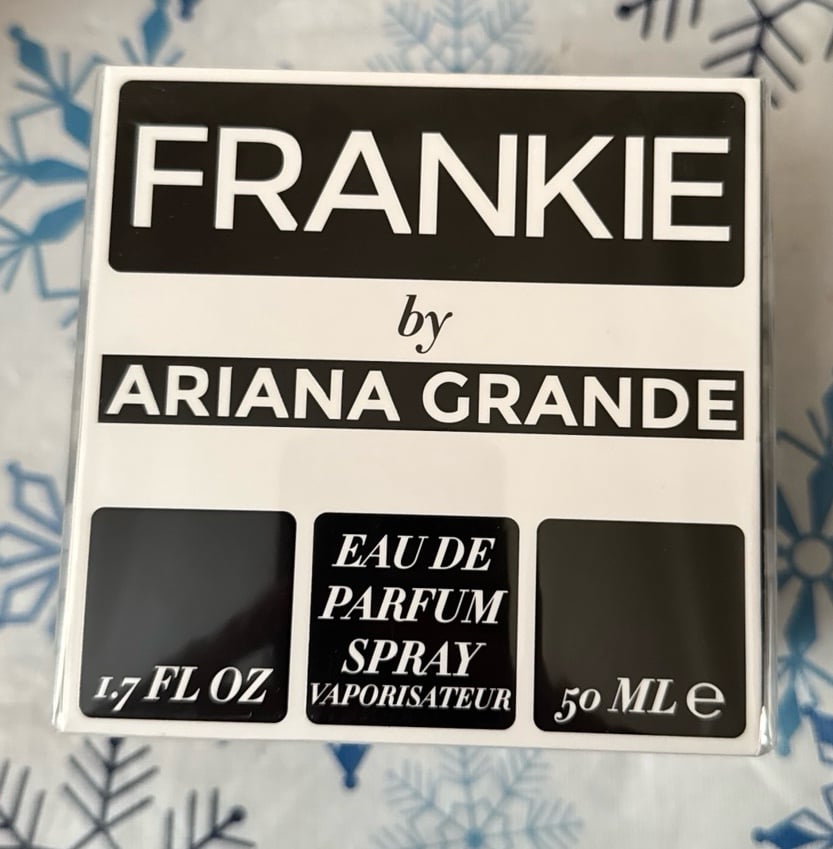 FRANKIE
by
ARIANA GRANDE
EAU DE
PARFUM
SPRAY
VAPORISATEUR
1.7 FL OZ
50 ML e